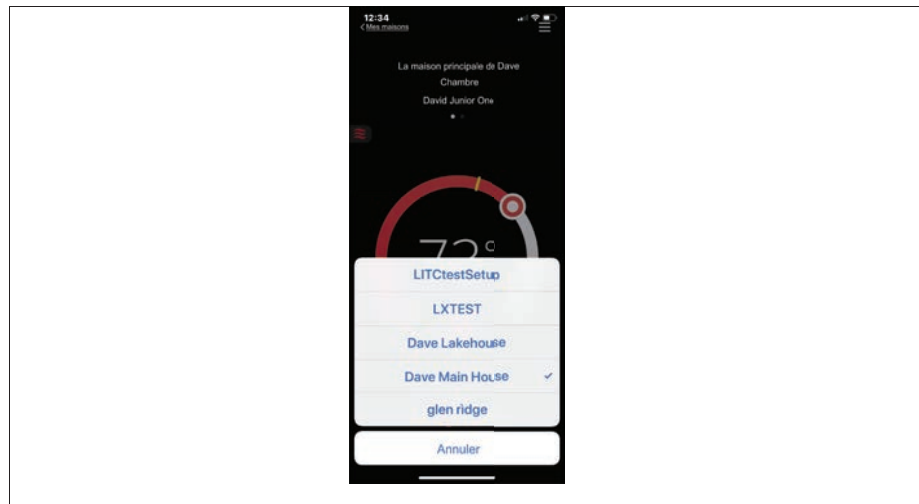 12:34
< Mes maisons
La maison principale de Dave
Chambre
David Junior One
73°
LITCtestSetup
LXTEST
Dave Lakehouse
Dave Main House
glen ridge
Annuler